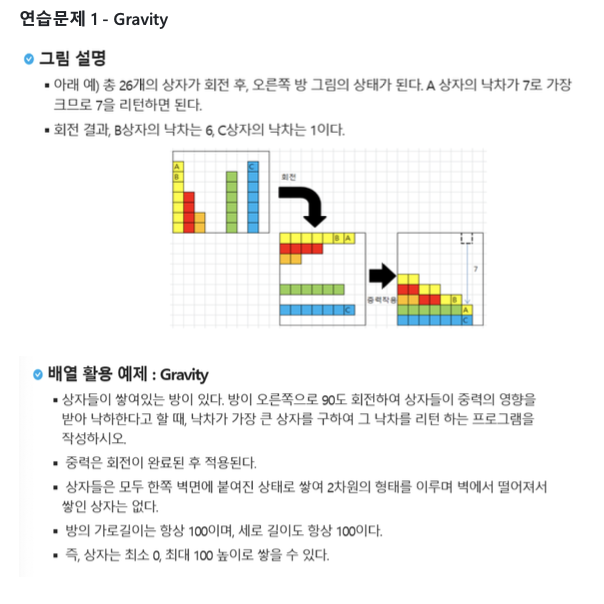 연습문제 1 - Gravity
그림 설명
아래 예) 총 26개의 상자가 회전 후, 오른쪽 방 그림의 상태가 된다. A 상자의 낙차가 7로 가장
크므로 7을 리턴하면 된다.
회전 결과, B상자의 낙차는 6, C상자의 낙차는 1이다.
A
C
B
회전
B A
7
C
중력작용
B
A
C
배열 활용 예제 : Gravity
상자들이 쌓여있는 방이 있다. 방이 오른쪽으로 90도 회전하여 상자들이 중력의 영향을
받아 낙하한다고 할 때, 낙차가 가장 큰 상자를 구하여 그 낙차를 리턴 하는 프로그램을
작성하시오.
중력은 회전이 완료된 후 적용된다.
상자들은 모두 한쪽 벽면에 붙여진 상태로 쌓여 2차원의 형태를 이루며 벽에서 떨어져서
쌓인 상자는 없다.
방의 가로길이는 항상 100이며, 세로 길이도 항상 100이다.
즉, 상자는 최소 0, 최대 100 높이로 쌓을 수 있다.